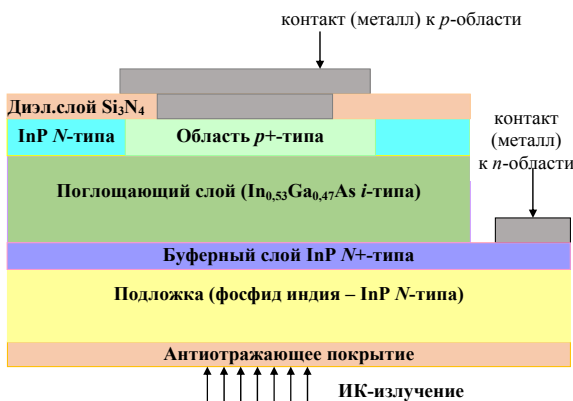 контакт (металл) к p-области
Диэл.слой Si₃N₄
контакт
(металл)
к n-области
InP N-типа
Область p+-типа
Поглощающий слой (In₀,₅₃Ga₀,₄₇As i-типа)
Буферный слой InP N+-типа
Подложка (фосфид индия – InP N-типа)
Антиотражающее покрытие
ИК-излучение